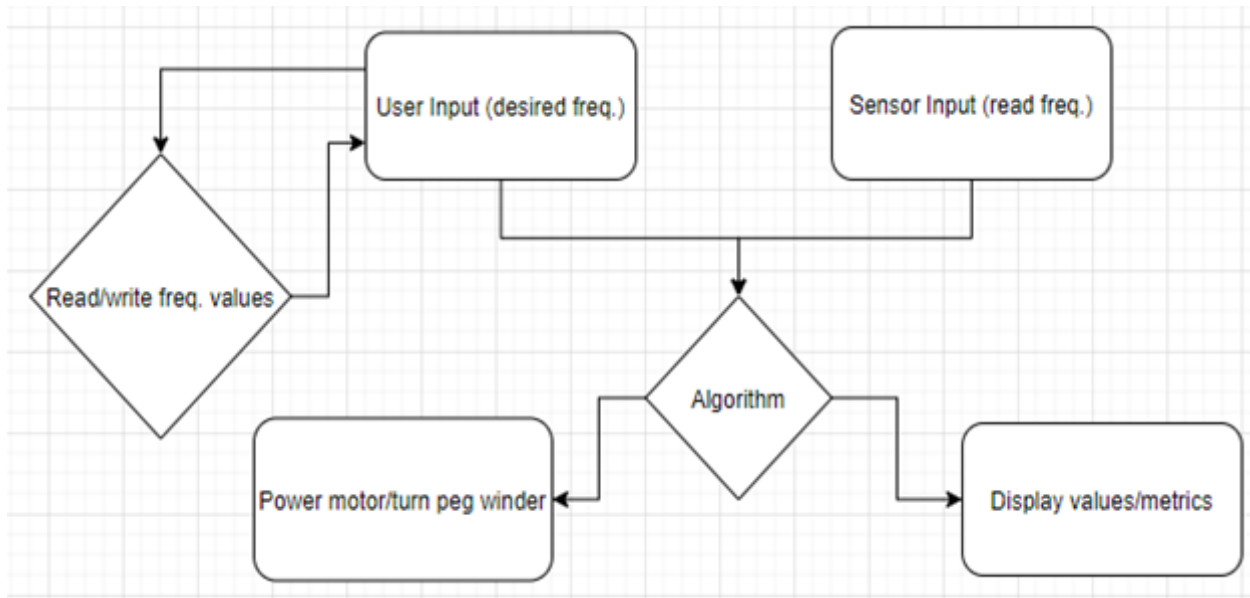 User Input (desired freq.)
Sensor Input (read freq.)
Read/write freq. values
Algorithm
Power motor/turn peg winder
Display values/metrics